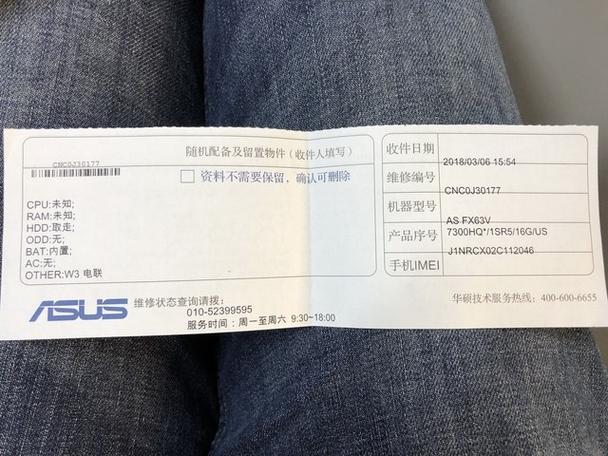 随机配备及留置物件（收件人填写）
CNC0J30177
资料不需要保留，确认可删除
CPU:未知;
RAM:未知;
HDD:取走;
ODD:无;
BAT:内置;
AC:无;
OTHER:W3 电联
收件日期
2018/03/06 15:54
维修编号
CNC0J30177
机器型号
AS FX63V
产品序号
7300HQ*/1SR5/16G/US
J1NRCX02C112046
手机IMEI
ASUS
维修状态查询请拨：
010-52399595
服务时间：周一至周六 9:30~18:00
华硕技术服务热线：400-600-6655